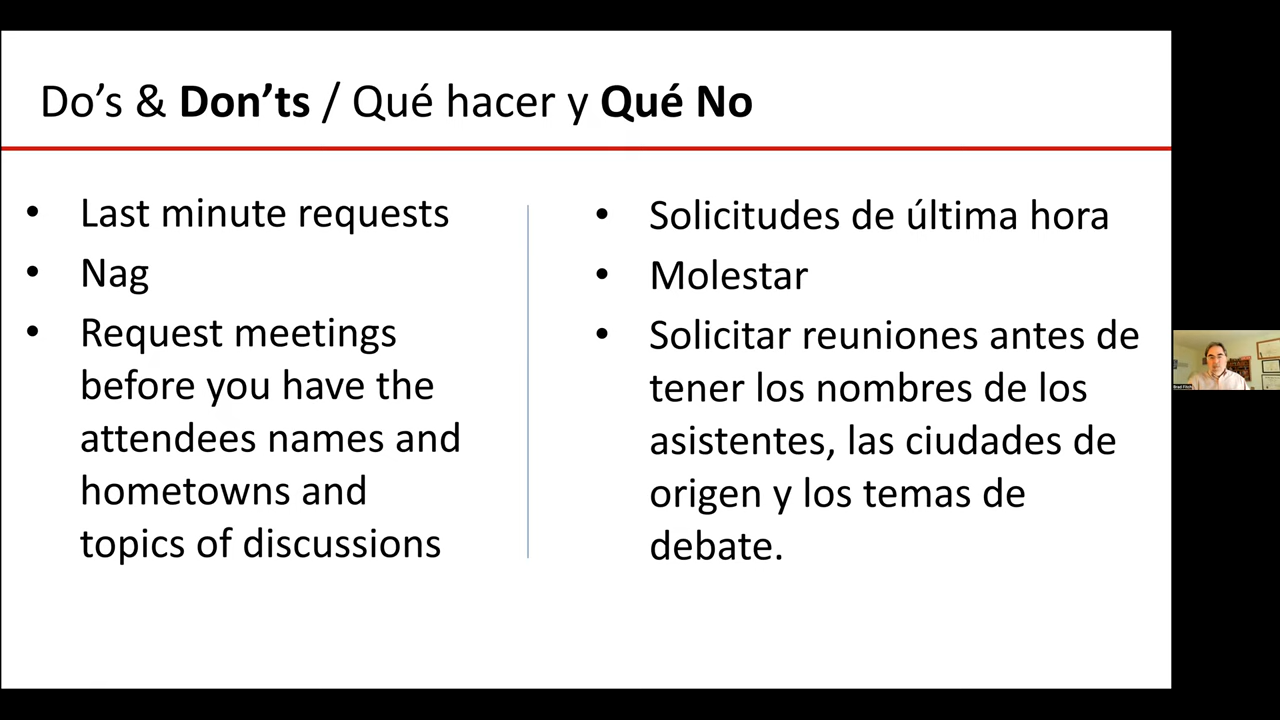 Do’s & Don’ts / Qué hacer y Qué No
• Last minute requests
• Nag
• Request meetings
before you have the
attendees names and
hometowns and
topics of discussions
• Solicitudes de última hora
• Molestar
• Solicitar reuniones antes de
tener los nombres de los
asistentes, las ciudades de
origen y los temas de
debate.
Brad Fitch